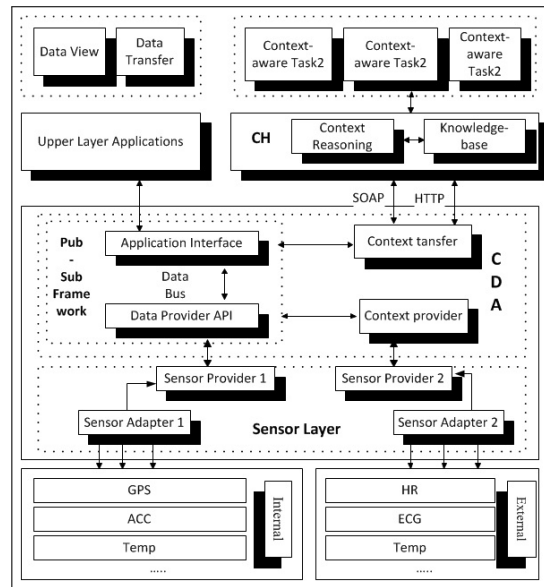 Data View
Data
Transfer
Context-
aware Task2
Context-
aware Task2
Context-
aware Task2
Upper Layer Applications
CH
Context
Reasoning
Knowledge-
base
SOAP
HTTP
Pub
-
Sub
Frame
work
Application Interface
Data
Bus
Data Provider API
Context tansfer
Context provider
C
D
A
Sensor Provider 1
Sensor Provider 2
Sensor Adapter 1
Sensor Layer
Sensor Adapter 2
GPS
ACC
Temp
.....
Internal
HR
ECG
Temp
.....
External